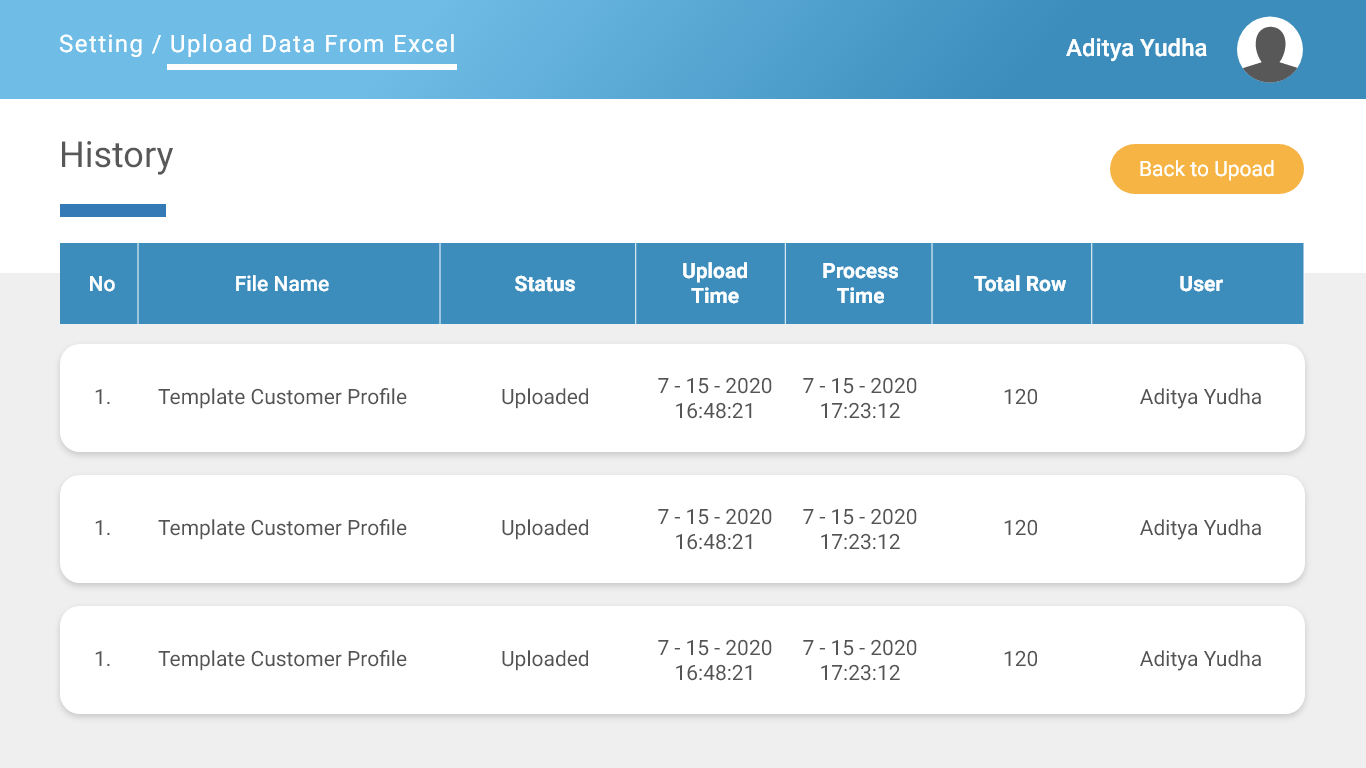 Setting / Upload Data From Excel
Aditya Yudha
History
Back to Upoad
No File Name Status Upload Time Process Time Total Row User
1. Template Customer Profile Uploaded 7 - 15 - 2020 16:48:21 7 - 15 - 2020 17:23:12 120 Aditya Yudha
1. Template Customer Profile Uploaded 7 - 15 - 2020 16:48:21 7 - 15 - 2020 17:23:12 120 Aditya Yudha
1. Template Customer Profile Uploaded 7 - 15 - 2020 16:48:21 7 - 15 - 2020 17:23:12 120 Aditya Yudha